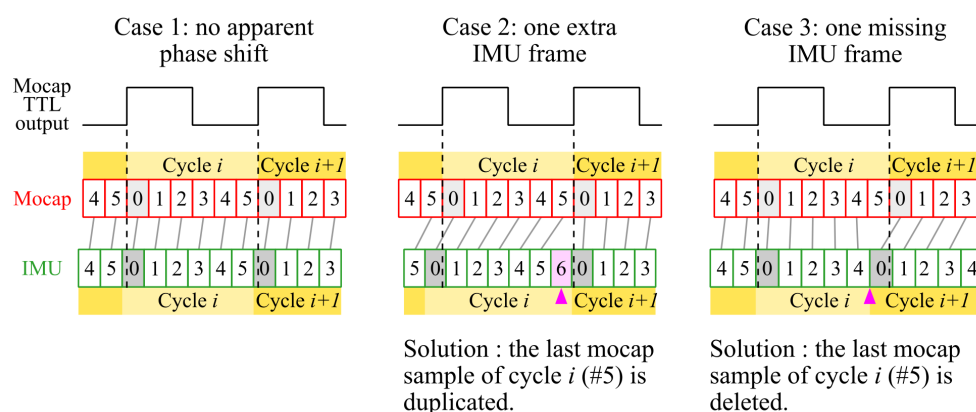 Case 1: no apparent
phase shift
Case 2: one extra
IMU frame
Case 3: one missing
IMU frame
Mocap
TTL
output
Cycle i
Cycle i+1
Cycle i
Cycle i+1
Cycle i
Cycle i+1
Mocap
4 5 0 1 2 3 4 5 0 1 2 3
4 5 0 1 2 3 4 5 0 1 2 3
4 5 0 1 2 3 4 5 0 1 2 3
IMU
4 5 0 1 2 3 4 5 0 1 2 3
5 0 1 2 3 4 5 6 0 1 2 3
4 5 0 1 2 3 4 0 1 2 3 4
Cycle i
Cycle i+1
Cycle i
Cycle i+1
Cycle i
Cycle i+1
Solution : the last mocap
sample of cycle i (#5) is
duplicated.
Solution : the last mocap
sample of cycle i (#5) is
deleted.